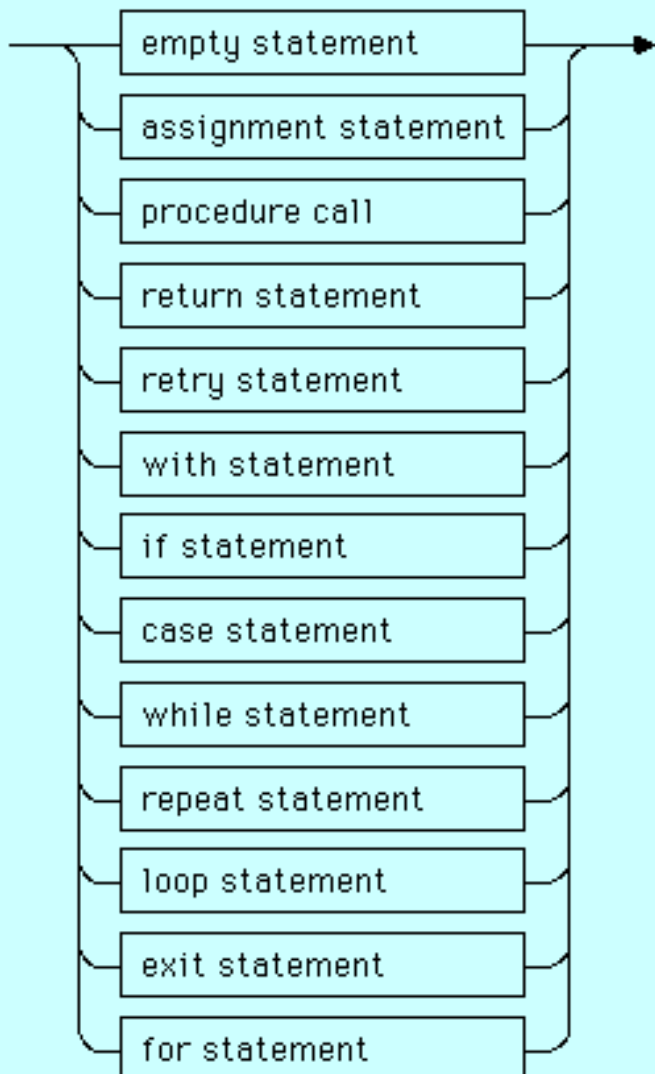 empty statement
assignment statement
procedure call
return statement
retry statement
with statement
if statement
case statement
while statement
repeat statement
loop statement
exit statement
for statement